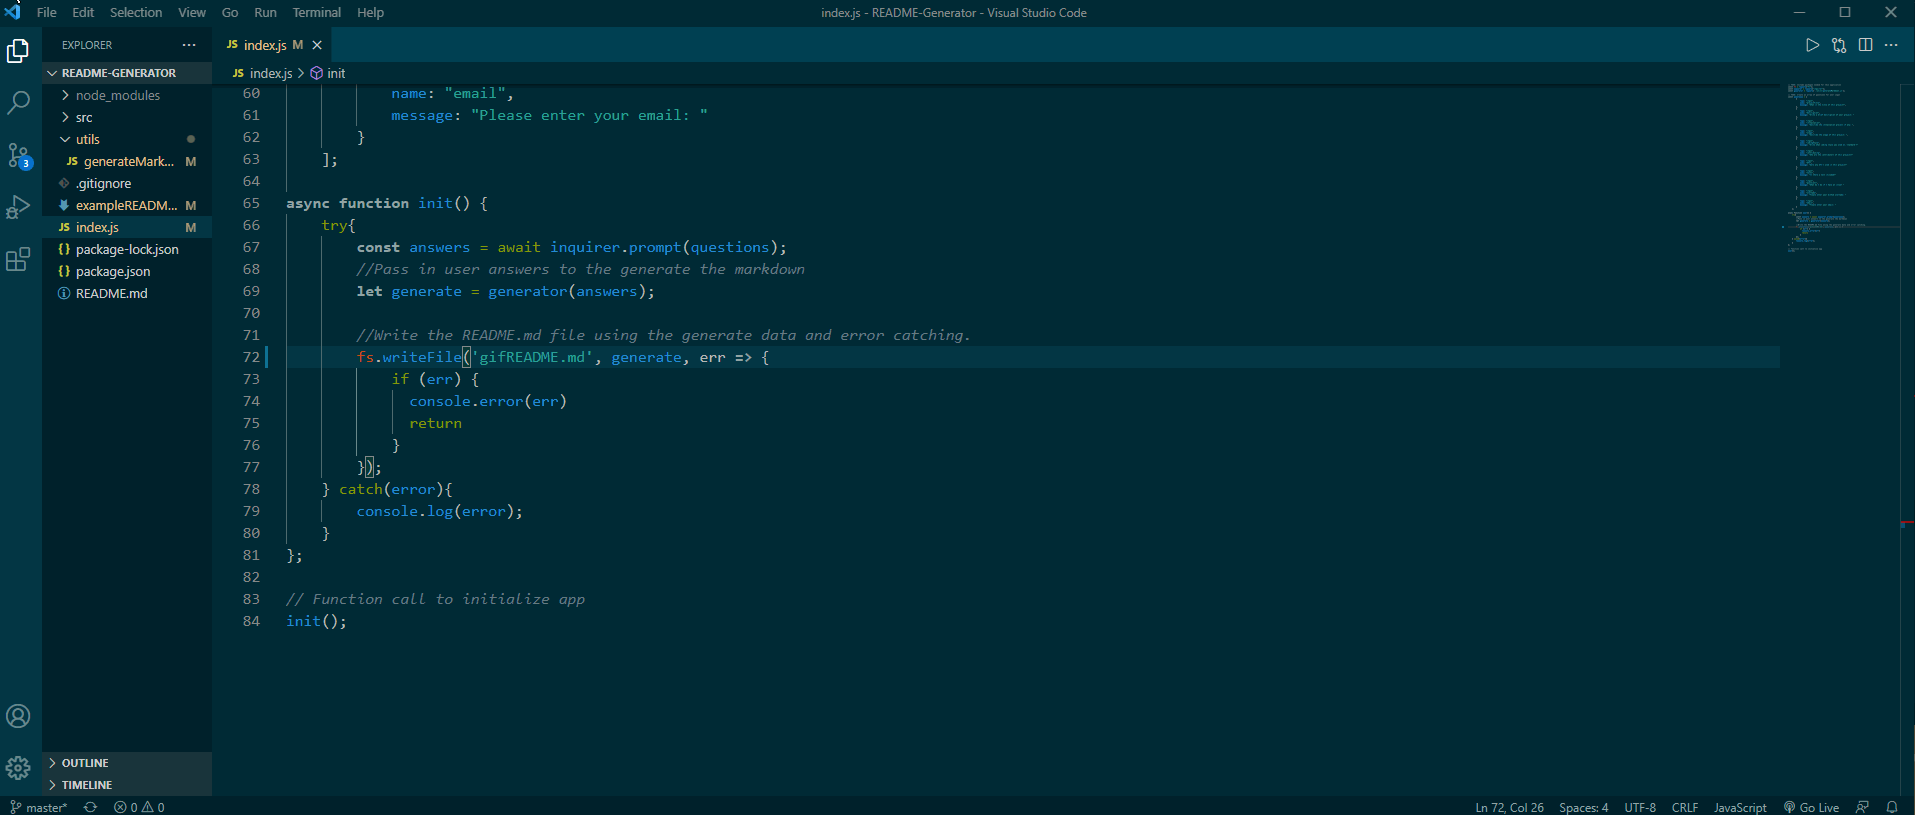 File Edit Selection View Go Run Terminal Help
index.js - README-Generator - Visual Studio Code
EXPLORER ···
README-GENERATOR
node_modules
src
utils
JS generateMark... M
.gitignore
exampleREADM... M
JS index.js M
{} package-lock.json
{} package.json
README.md
OUTLINE
TIMELINE
3
JS index.js M
JS index.js > init
60 name: "email",
61 message: "Please enter your email: "
62 }
63 ];
64
65 async function init() {
66 try{
67 const answers = await inquirer.prompt(questions);
68 //Pass in user answers to the generate the markdown
69 let generate = generator(answers);
70
71 //Write the README.md file using the generate data and error catching.
72 fs.writeFile('gifREADME.md', generate, err => {
73 if (err) {
74 console.error(err)
75 return
76 }
77 });
78 } catch(error){
79 console.log(error);
80 }
81 };
82
83 // Function call to initialize app
84 init();
master* 0 0
Ln 72, Col 26 Spaces: 4 UTF-8 CRLF JavaScript Go Live